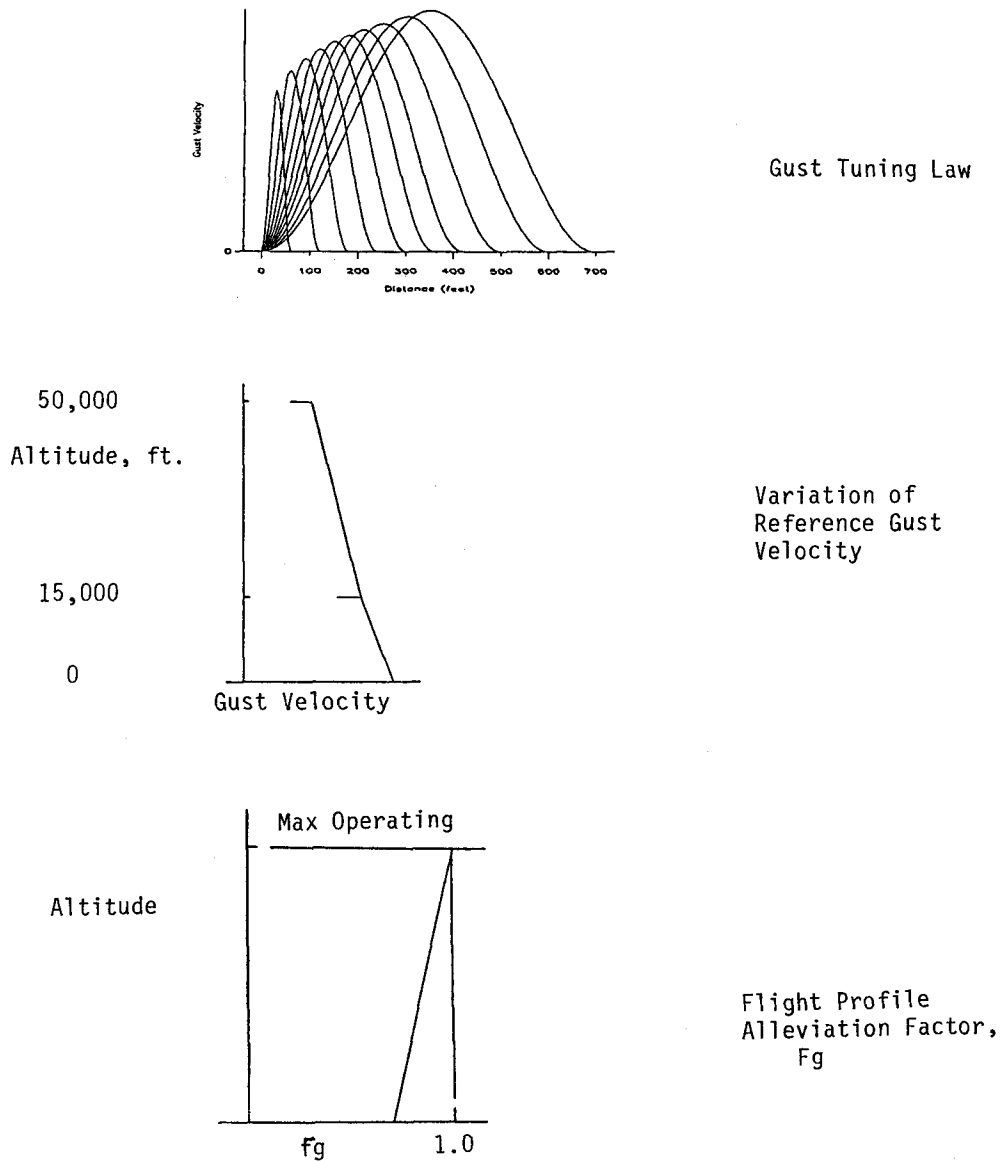 Gust Velocity
0
0 100 200 300 400 500 600 700
Distance (feet)
Gust Tuning Law
50,000
Altitude, ft.
15,000
0
Gust Velocity
Variation of
Reference Gust
Velocity
Max Operating
Altitude
fg 1.0
Flight Profile
Alleviation Factor,
Fg